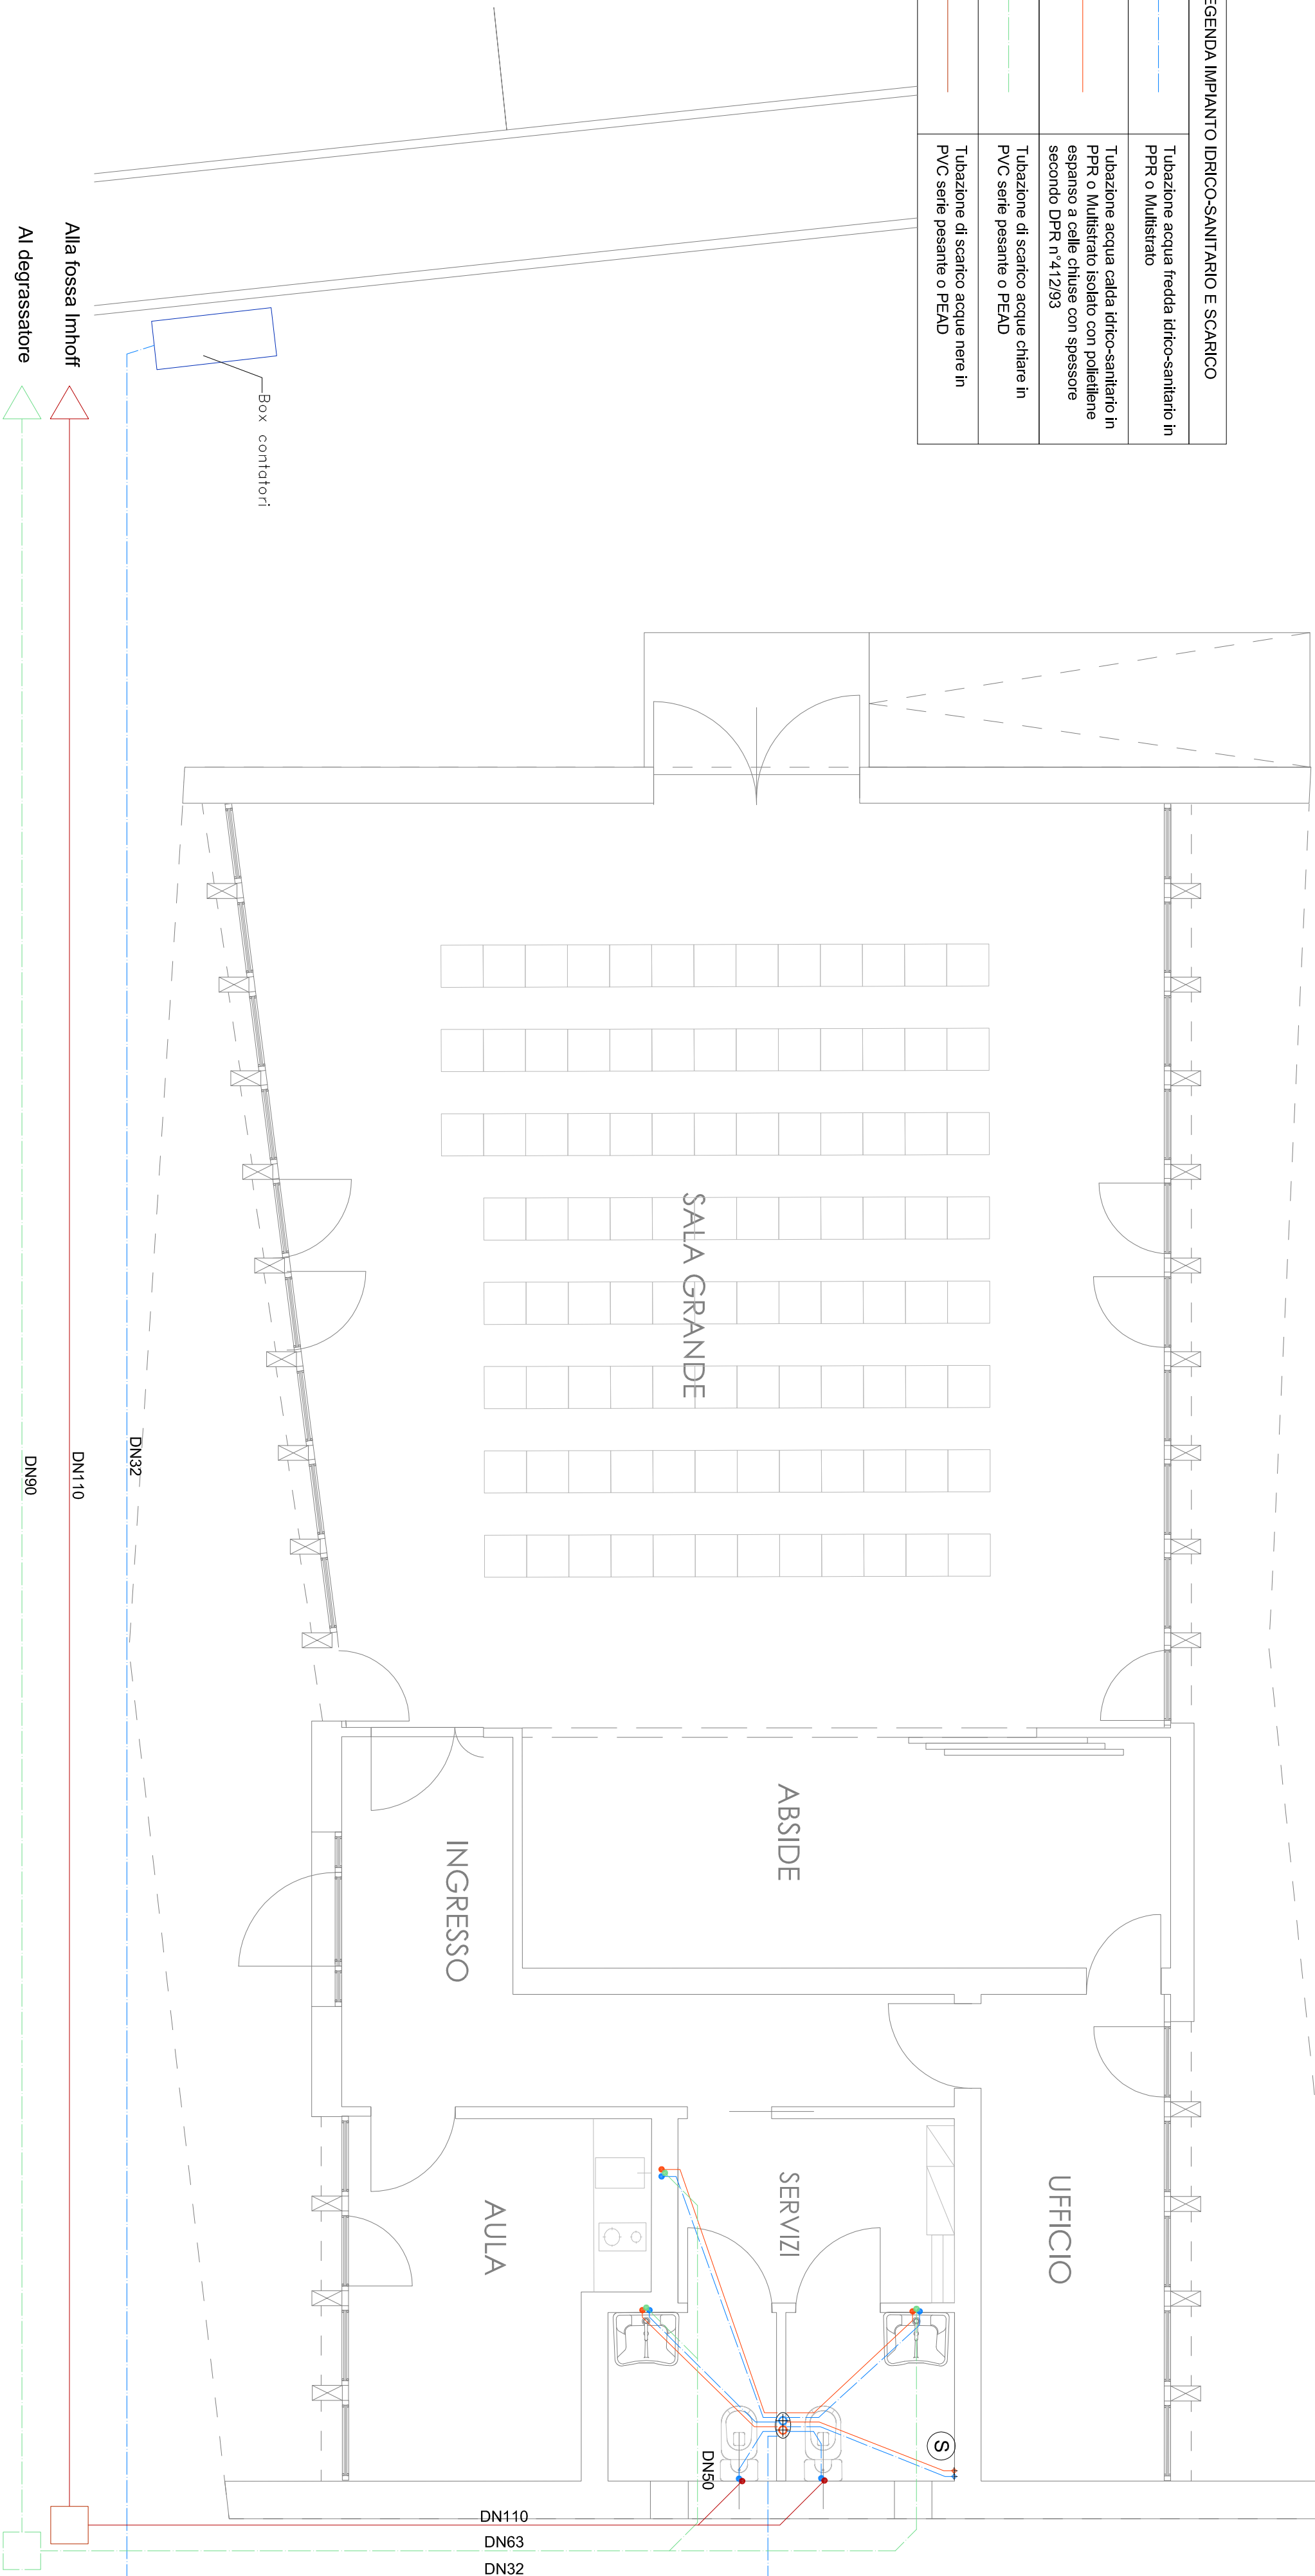 EGENDA IMPIANTO IDRICO-SANITARIO E SCARICO
Tubazione acqua fredda idrico-sanitario in
PPR o Multistrato
Tubazione acqua calda idrico-sanitario in
PPR o Multistrato isolato con polietilene
espanso a celle chiuse con spessore
secondo DPR n°412/93
Tubazione di scarico acque chiare in
PVC serie pesante o PEAD
Tubazione di scarico acque nere in
PVC serie pesante o PEAD
Box contatori
Alla fossa Imhoff
Al degrassatore
SALA GRANDE
DN32
DN110
DN90
ABSIDE
INGRESSO
UFFICIO
SERVIZI
AULA
S
DN50
DN110
DN63
DN32